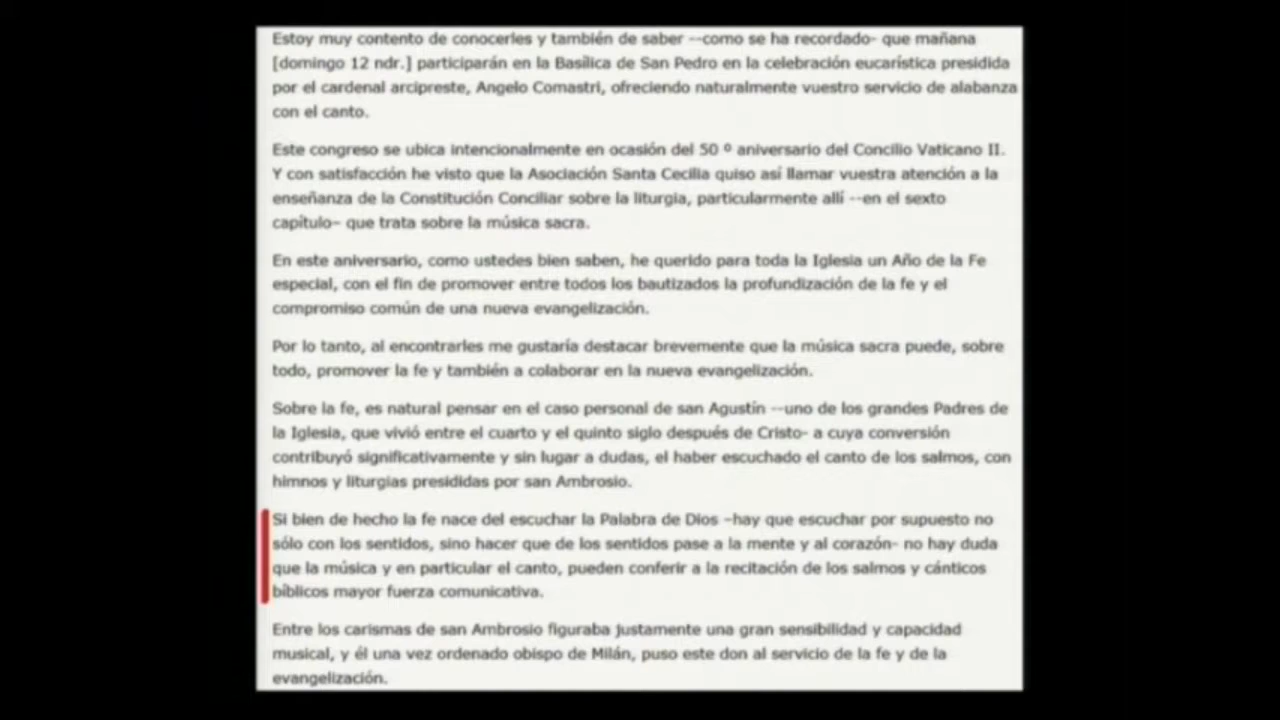 Estoy muy contento de conocerles y también de saber --como se ha recordado- que mañana
[domingo 12 ndr.] participarán en la Basílica de San Pedro en la celebración eucarística presidida
por el cardenal arcipreste, Angelo Comastri, ofreciendo naturalmente vuestro servicio de alabanza
con el canto.
Este congreso se ubica intencionalmente en ocasión del 50 º aniversario del Concilio Vaticano II.
Y con satisfacción he visto que la Asociación Santa Cecilia quiso así llamar vuestra atención a la
enseñanza de la Constitución Conciliar sobre la liturgia, particularmente allí --en el sexto
capítulo– que trata sobre la música sacra.
En este aniversario, como ustedes bien saben, he querido para toda la Iglesia un Año de la Fe
especial, con el fin de promover entre todos los bautizados la profundización de la fe y el
compromiso común de una nueva evangelización.
Por lo tanto, al encontrarles me gustaría destacar brevemente que la música sacra puede, sobre
todo, promover la fe y también a colaborar en la nueva evangelización.
Sobre la fe, es natural pensar en el caso personal de san Agustín --uno de los grandes Padres de
la Iglesia, que vivió entre el cuarto y el quinto siglo después de Cristo- a cuya conversión
contribuyó significativamente y sin lugar a dudas, el haber escuchado el canto de los salmos, con
himnos y liturgias presididas por san Ambrosio.
Si bien de hecho la fe nace del escuchar la Palabra de Dios –hay que escuchar por supuesto no
sólo con los sentidos, sino hacer que de los sentidos pase a la mente y al corazón- no hay duda
que la música y en particular el canto, pueden conferir a la recitación de los salmos y cánticos
bíblicos mayor fuerza comunicativa.
Entre los carismas de san Ambrosio figuraba justamente una gran sensibilidad y capacidad
musical, y él una vez ordenado obispo de Milán, puso este don al servicio de la fe y de la
evangelización.